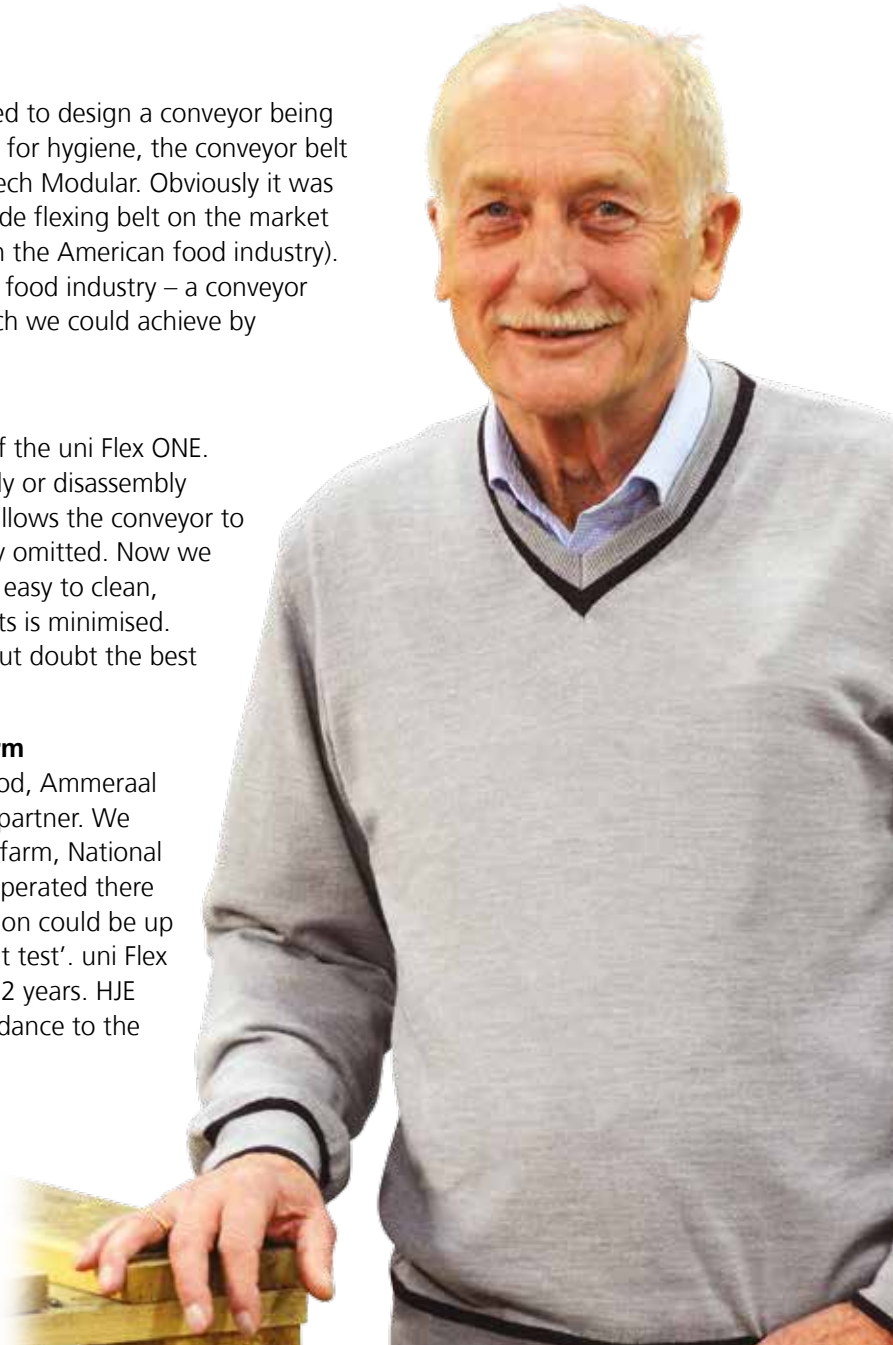 ed to design a conveyor being
for hygiene, the conveyor belt
ech Modular. Obviously it was
de flexing belt on the market
n the American food industry).
food industry – a conveyor
ch we could achieve by
f the uni Flex ONE.
ly or disassembly
llows the conveyor to
y omitted. Now we
easy to clean,
ts is minimised.
ut doubt the best
rm
od, Ammeraal
partner. We
farm, National
perated there
on could be up
t test’. uni Flex
2 years. HJE
dance to the